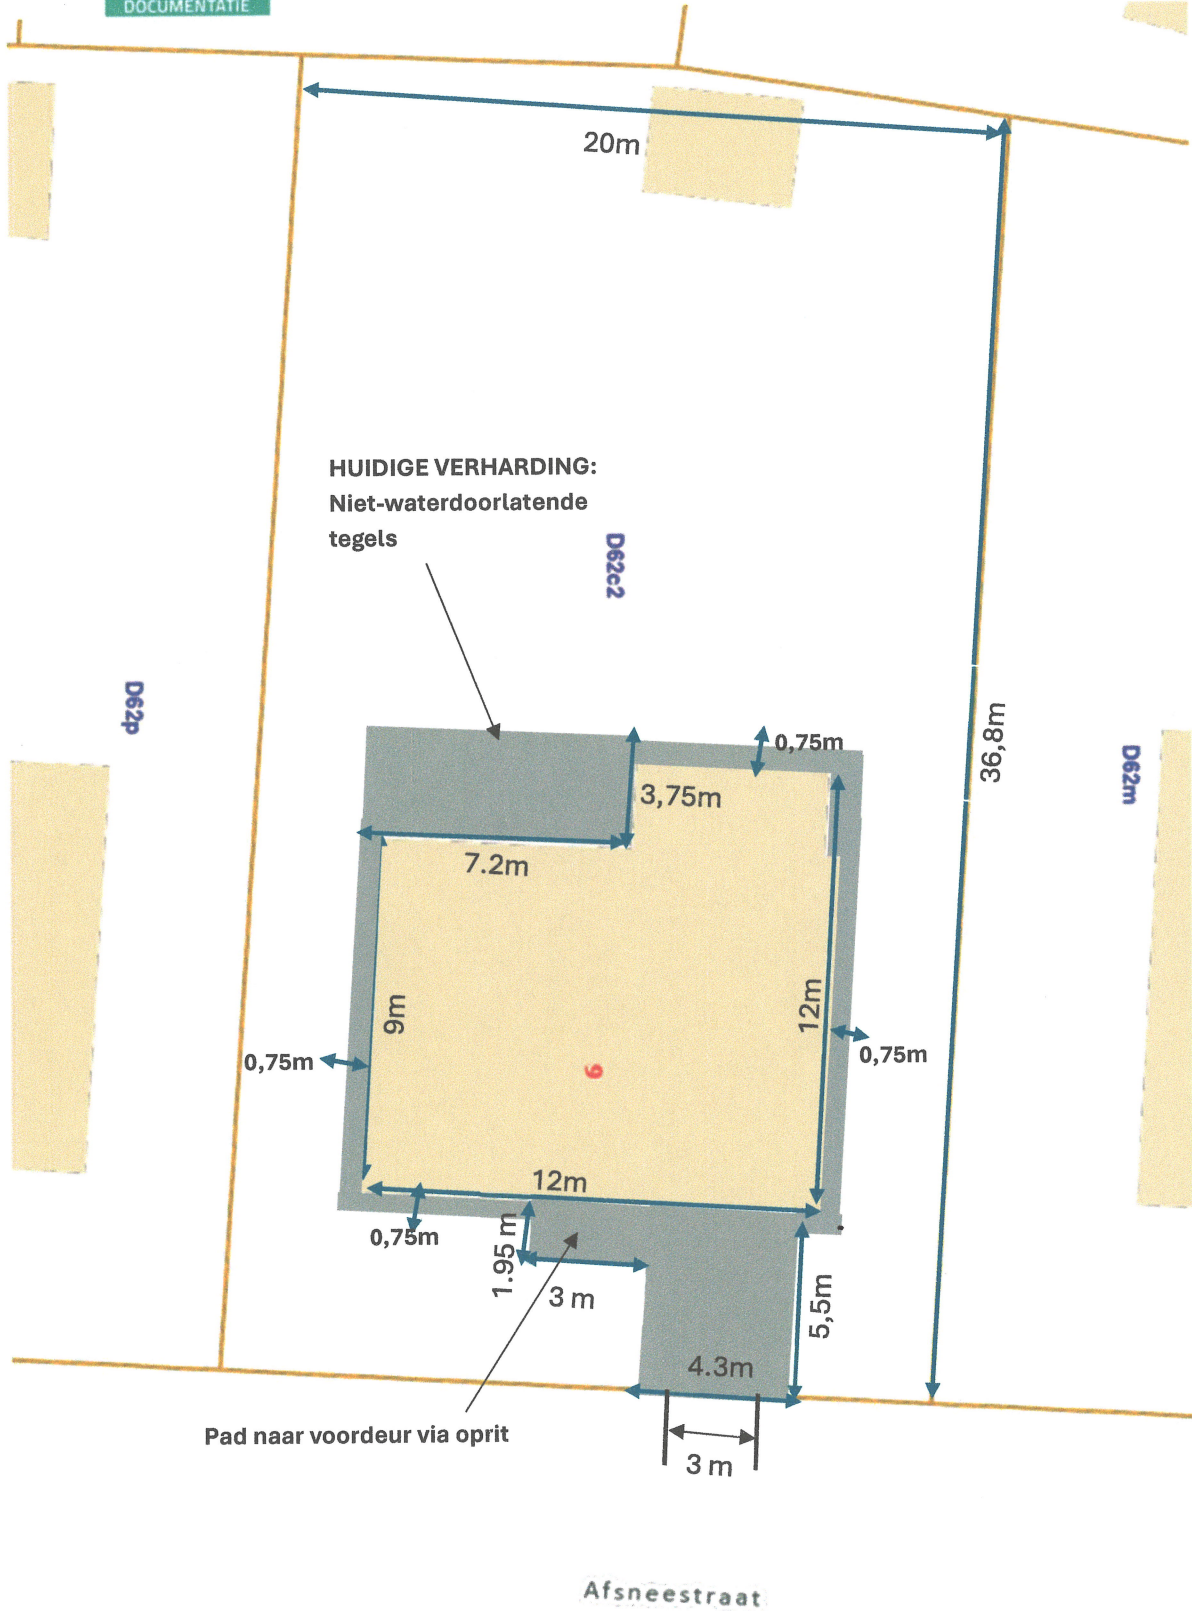 DOCUMENTATIE
20m
HUIDIGE VERHARDING:
Niet-waterdoorlatende
tegels
D62c2
D62p
36,8m
D62m
0,75m
3,75m
7.2m
9m
12m
0,75m
0,75m
6
12m
0,75m
1.95 m
3 m
5,5m
4.3m
Pad naar voordeur via oprit
3 m
Afsneestraat